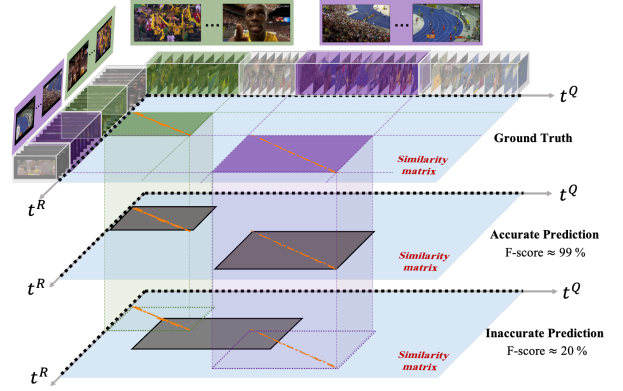 ...
...
...
...
t^Q
Ground Truth
Similarity
matrix
t^R
t^Q
Accurate Prediction
F-score ≈ 99 %
Similarity
matrix
t^R
t^Q
Inaccurate Prediction
F-score ≈ 20 %
Similarity
matrix
t^R